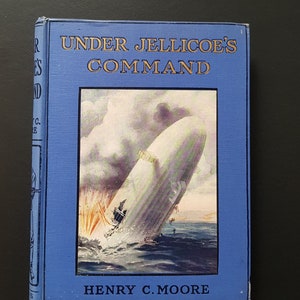 UNDER JELLICOE'S
COMMAND
HENRY C. MOORE